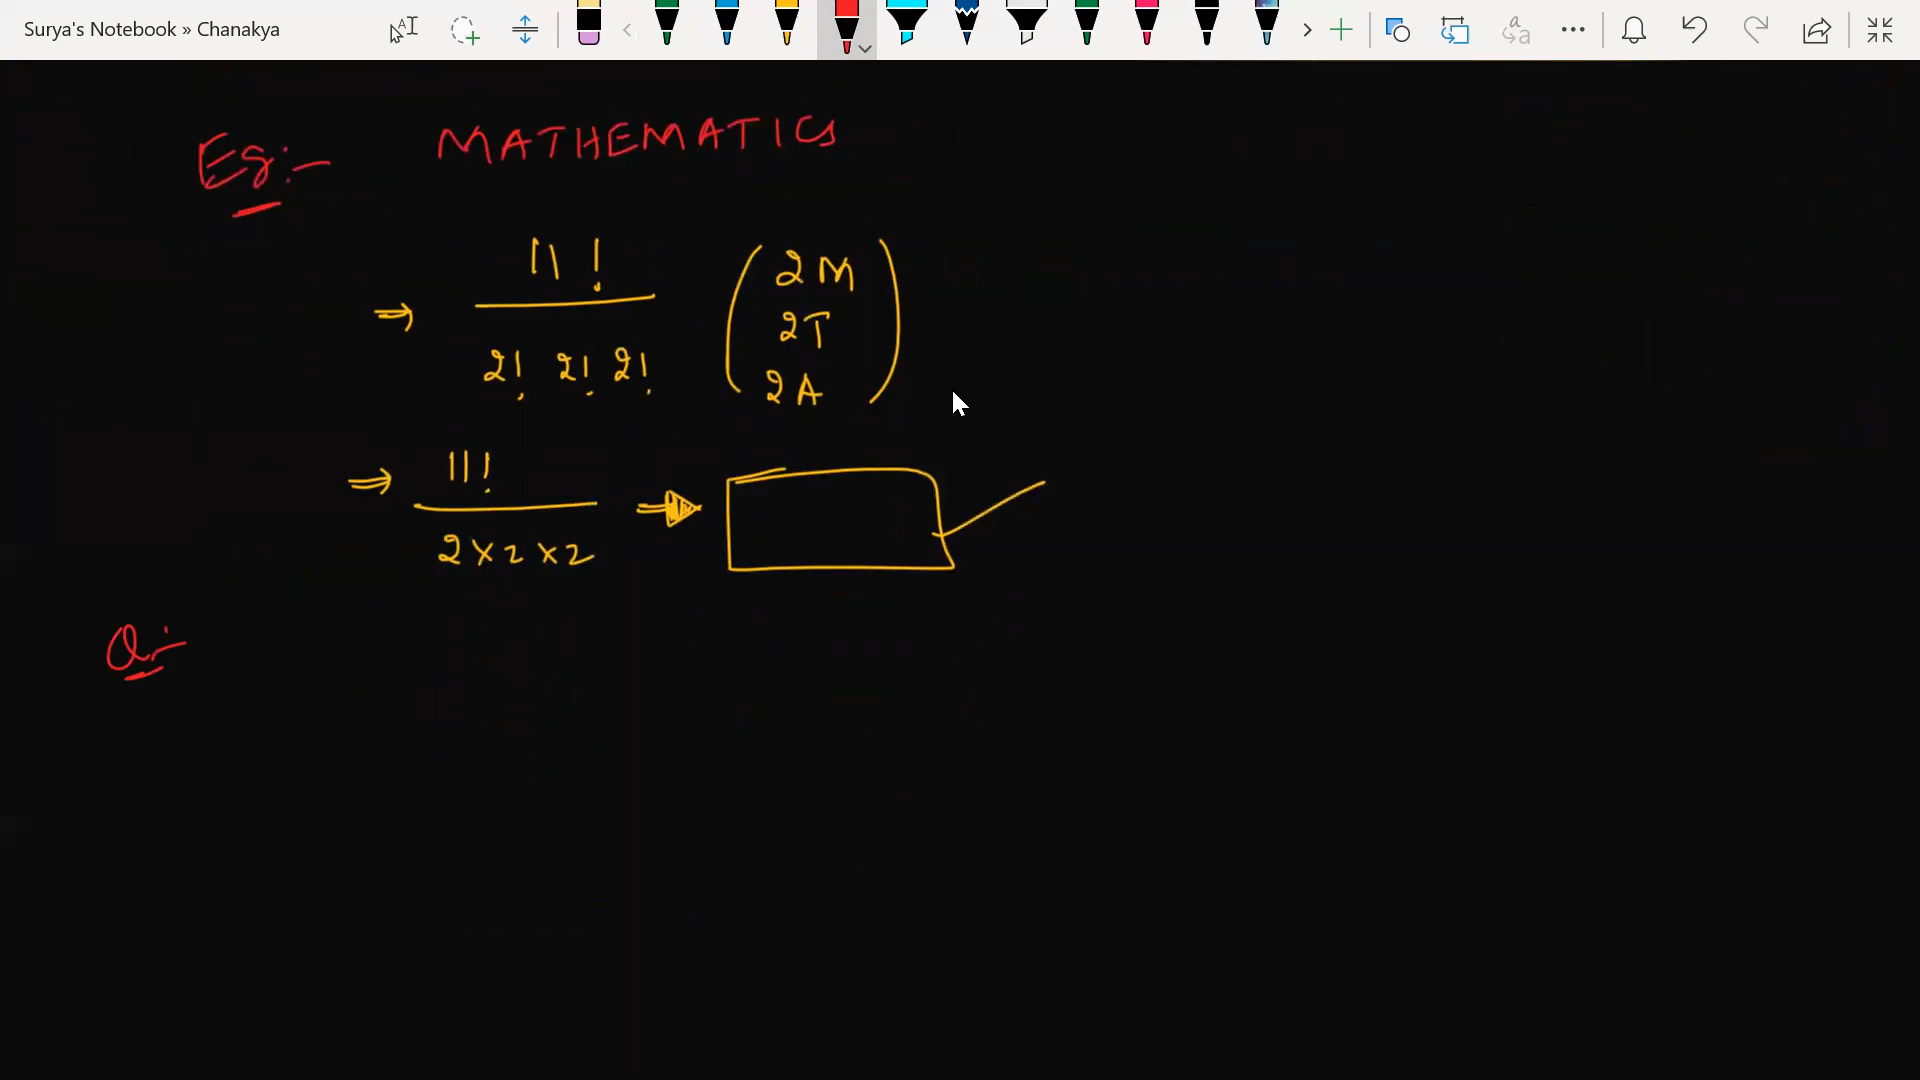 Surya's Notebook » Chanakya
Eg:- MATHEMATICS
⇒ 11! / 2! 2! 2! ( 2M
2T
2A )
⇒ 11! / 2 x 2 x 2 ⇒
Q:-